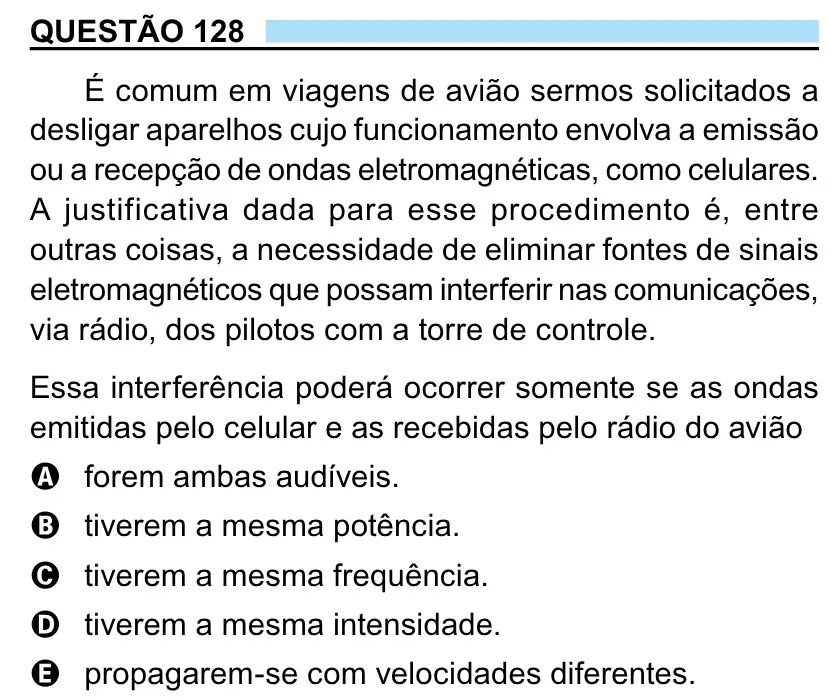 QUESTÃO 128
É comum em viagens de avião sermos solicitados a
desligar aparelhos cujo funcionamento envolva a emissão
ou a recepção de ondas eletromagnéticas, como celulares.
A justificativa dada para esse procedimento é, entre
outras coisas, a necessidade de eliminar fontes de sinais
eletromagnéticos que possam interferir nas comunicações,
via rádio, dos pilotos com a torre de controle.
Essa interferência poderá ocorrer somente se as ondas
emitidas pelo celular e as recebidas pelo rádio do avião
A forem ambas audíveis.
B tiverem a mesma potência.
C tiverem a mesma frequência.
D tiverem a mesma intensidade.
E propagarem-se com velocidades diferentes.